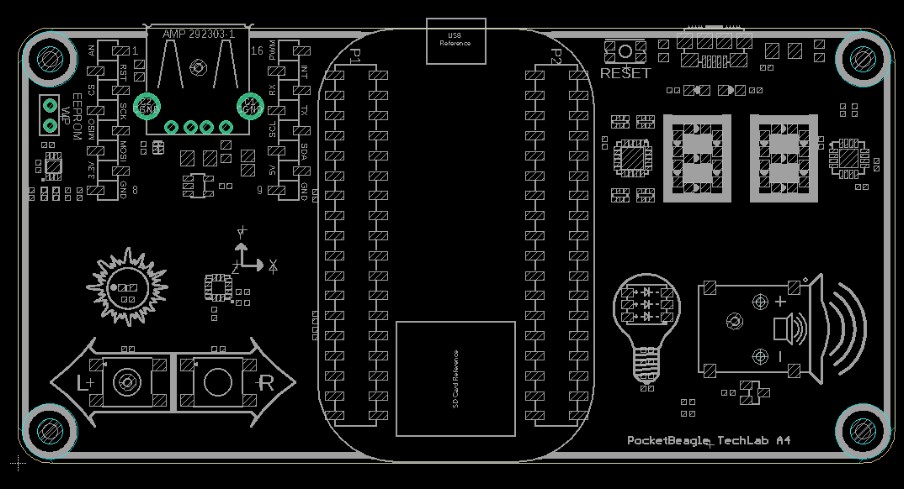 AMP 292303-1
USB
Reference
AN
1
16
PWM
RST
INT
P1
P2
RESET
CS
RX
EEPROM
WP
SCK
TX
MISO
SCL
MOSI
SDA
3.3V
5V
GND
8
9
GND
Y
Z
X
L
R
+
-
SD Card Reference
PocketBeagle TechLab A4